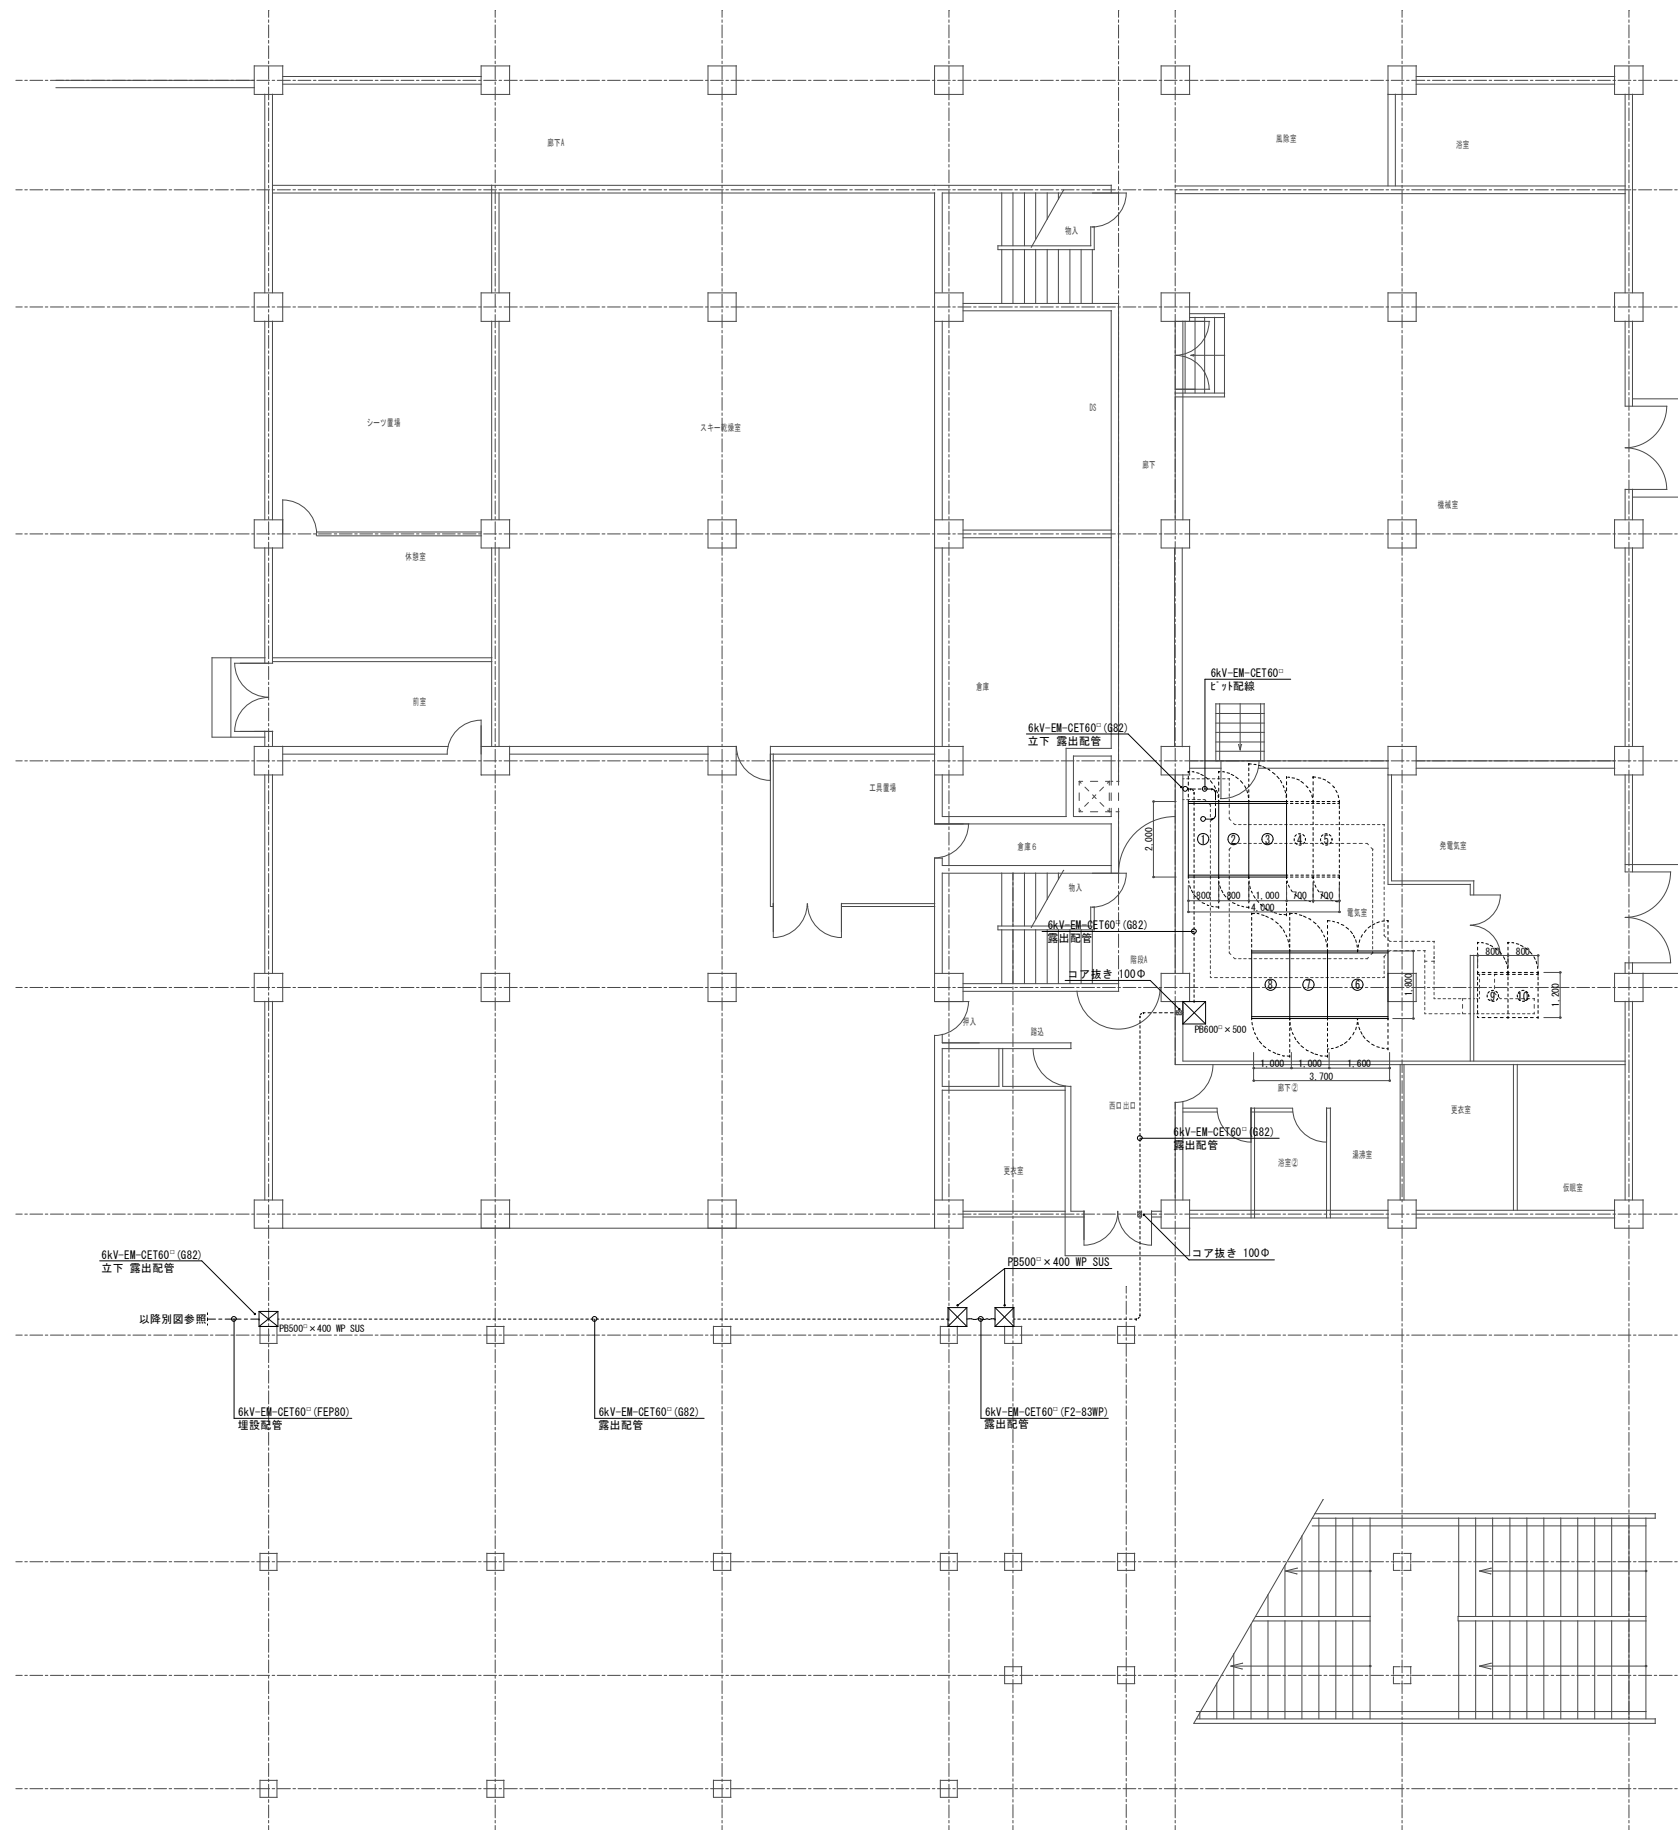 廊下A
風除室
浴室
物入
シーツ置場
スキー乾燥室
DS
廊下
機械室
休憩室
前室
倉庫
6kV-EM-CET60□
ピット配線
6kV-EM-CET60□(G82)
立下 露出配管
工具置場
倉庫6
2,000
① ② ③ ④ ⑤
発電気室
物入
800 800 1,000 700 700
4,000
電気室
6kV-EM-CET60□(G82)
露出配管
階段A
コア抜き 100Φ
800 800
⑧ ⑦ ⑥
1,800
⑨ ⑩
1,200
押入
踏込
PB600□×500
1,000 1,000 1,600
3,700
廊下②
西口出口
更衣室
6kV-EM-CET60□(G82)
露出配管
更衣室
浴室②
湯沸室
仮眠室
コア抜き 100Φ
6kV-EM-CET60□(G82)
立下 露出配管
PB500□×400 WP SUS
以降別図参照
PB500□×400 WP SUS
6kV-EM-CET60□(FEP80)
埋設配管
6kV-EM-CET60□(G82)
露出配管
6kV-EM-CET60□(F2-83WP)
露出配管